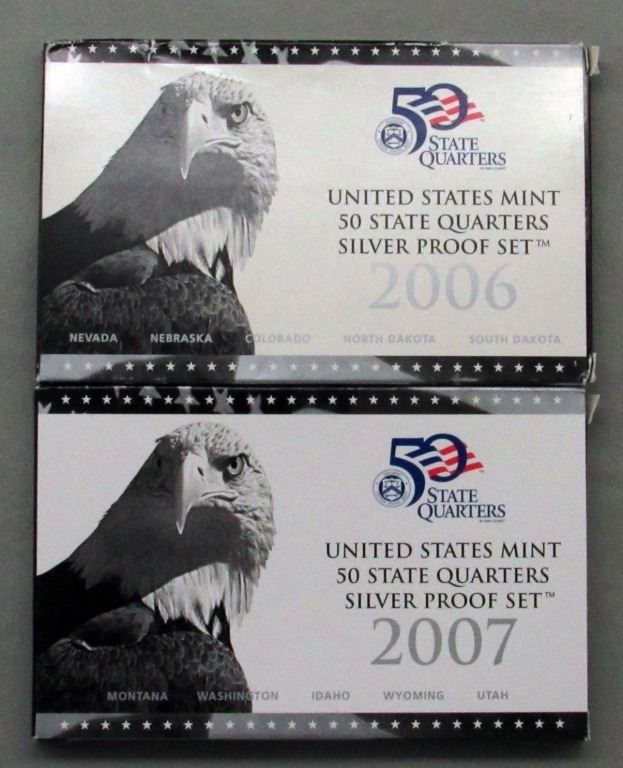 50
STATE
QUARTERS
UNITED STATES MINT
50 STATE QUARTERS
SILVER PROOF SET™
2006
NEVADA NEBRASKA COLORADO NORTH DAKOTA SOUTH DAKOTA
50
STATE
QUARTERS
UNITED STATES MINT
50 STATE QUARTERS
SILVER PROOF SET™
2007
MONTANA WASHINGTON IDAHO WYOMING UTAH